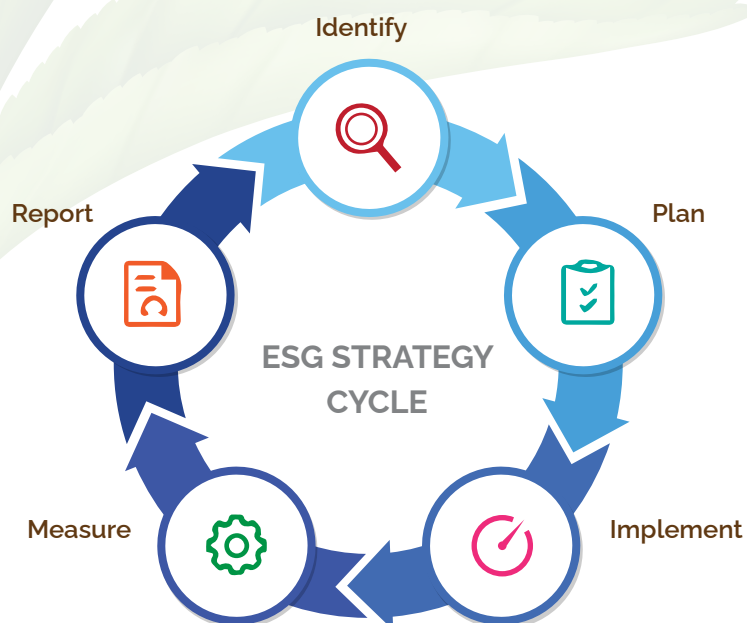 Identify
Report
Plan
ESG STRATEGY
CYCLE
Measure
Implement